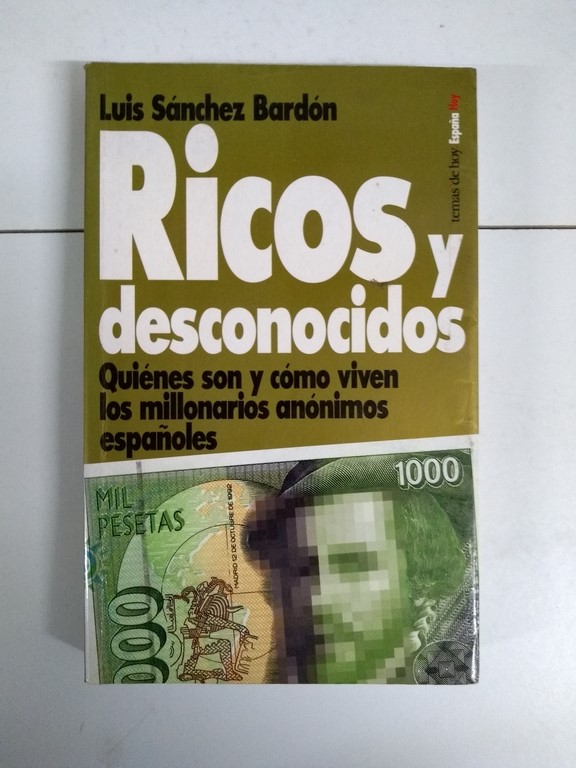 Luis Sánchez Bardón
Ricos y
desconocidos
Quiénes son y cómo viven
los millonarios anónimos
españoles
temas de hoy España Hoy
1000
MIL
PESETAS
MADRID 12 DE OCTUBRE DE 1992
000